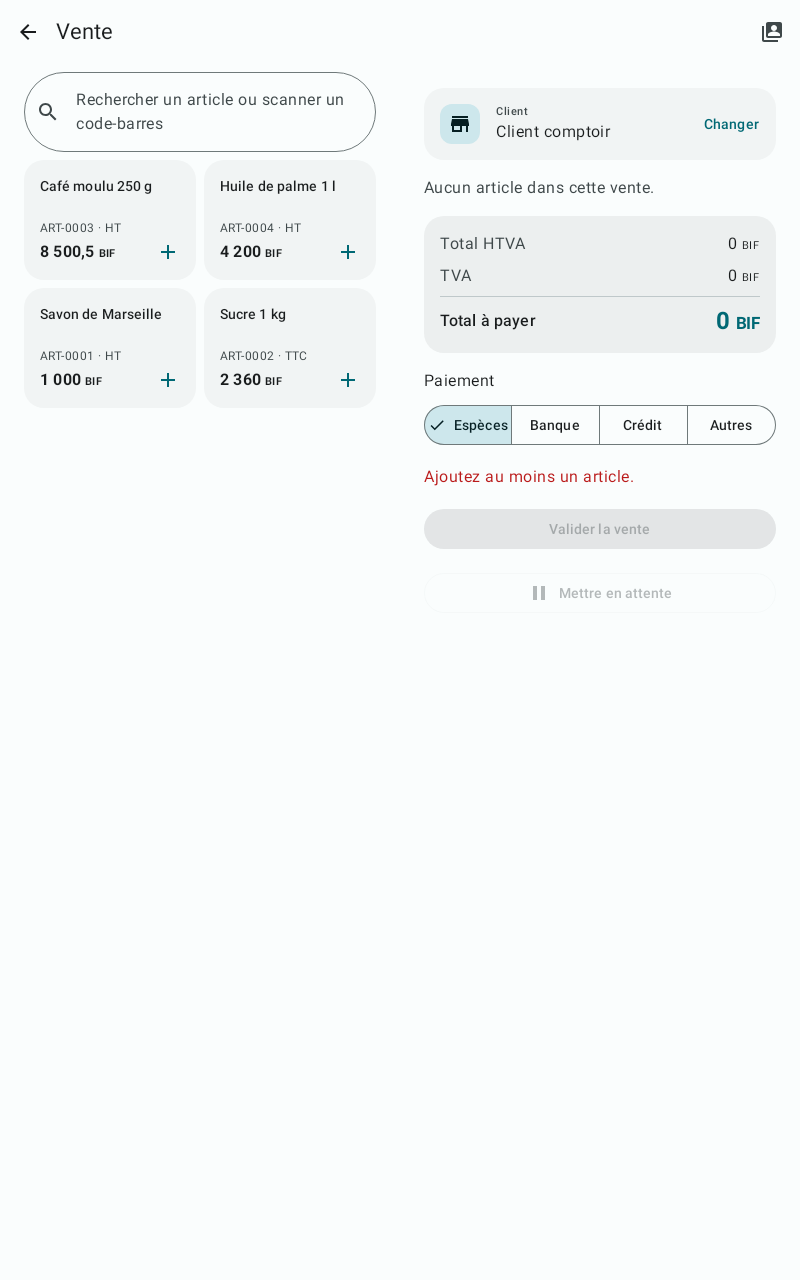 Vente
Rechercher un article ou scanner un
code-barres
Café moulu 250 g
ART-0003 · HT
8 500,5 BIF
Huile de palme 1 l
ART-0004 · HT
4 200 BIF
Savon de Marseille
ART-0001 · HT
1 000 BIF
Sucre 1 kg
ART-0002 · TTC
2 360 BIF
Client
Client comptoir
Changer
Aucun article dans cette vente.
Total HTVA 0 BIF
TVA 0 BIF
Total à payer 0 BIF
Paiement
Espèces Banque Crédit Autres
Ajoutez au moins un article.
Valider la vente
Mettre en attente